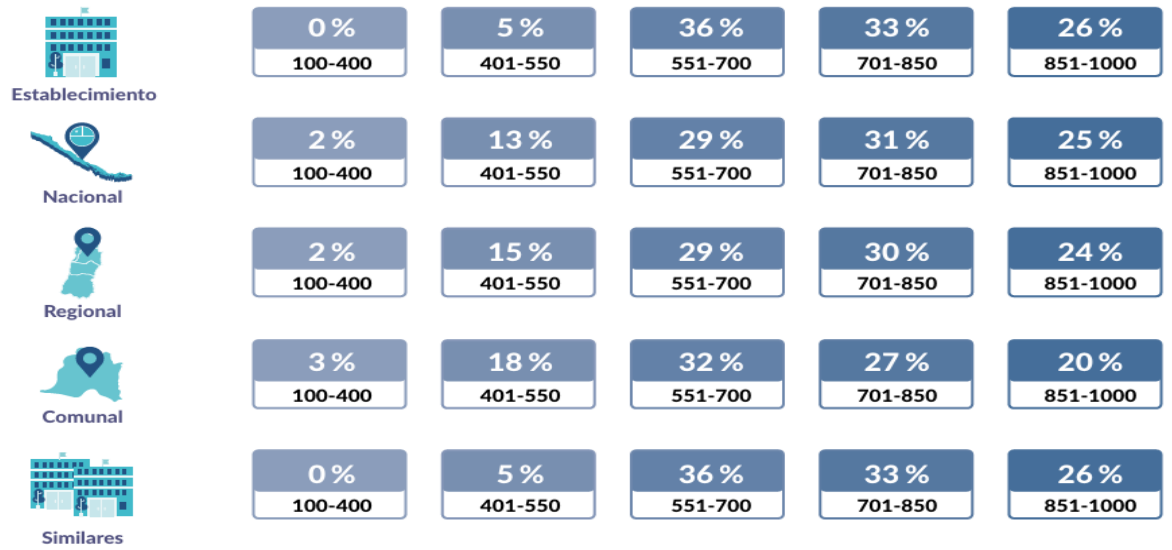 0 % 5 % 36 % 33 % 26 %
100-400 401-550 551-700 701-850 851-1000
Establecimiento
2 % 13 % 29 % 31 % 25 %
100-400 401-550 551-700 701-850 851-1000
Nacional
2 % 15 % 29 % 30 % 24 %
100-400 401-550 551-700 701-850 851-1000
Regional
3 % 18 % 32 % 27 % 20 %
100-400 401-550 551-700 701-850 851-1000
Comunal
0 % 5 % 36 % 33 % 26 %
100-400 401-550 551-700 701-850 851-1000
Similares